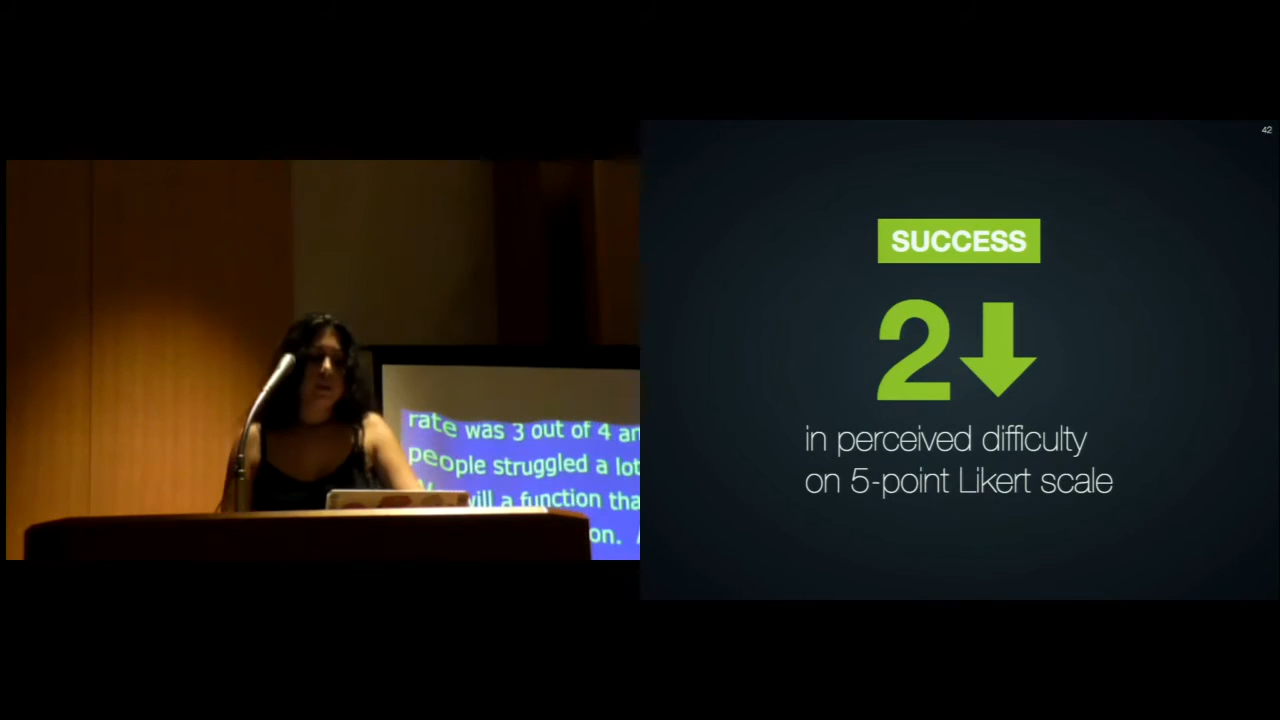 rate was 3 out of 4 an
people struggled a lot
will a function tha
on.
42
SUCCESS
2
in perceived difficulty
on 5-point Likert scale